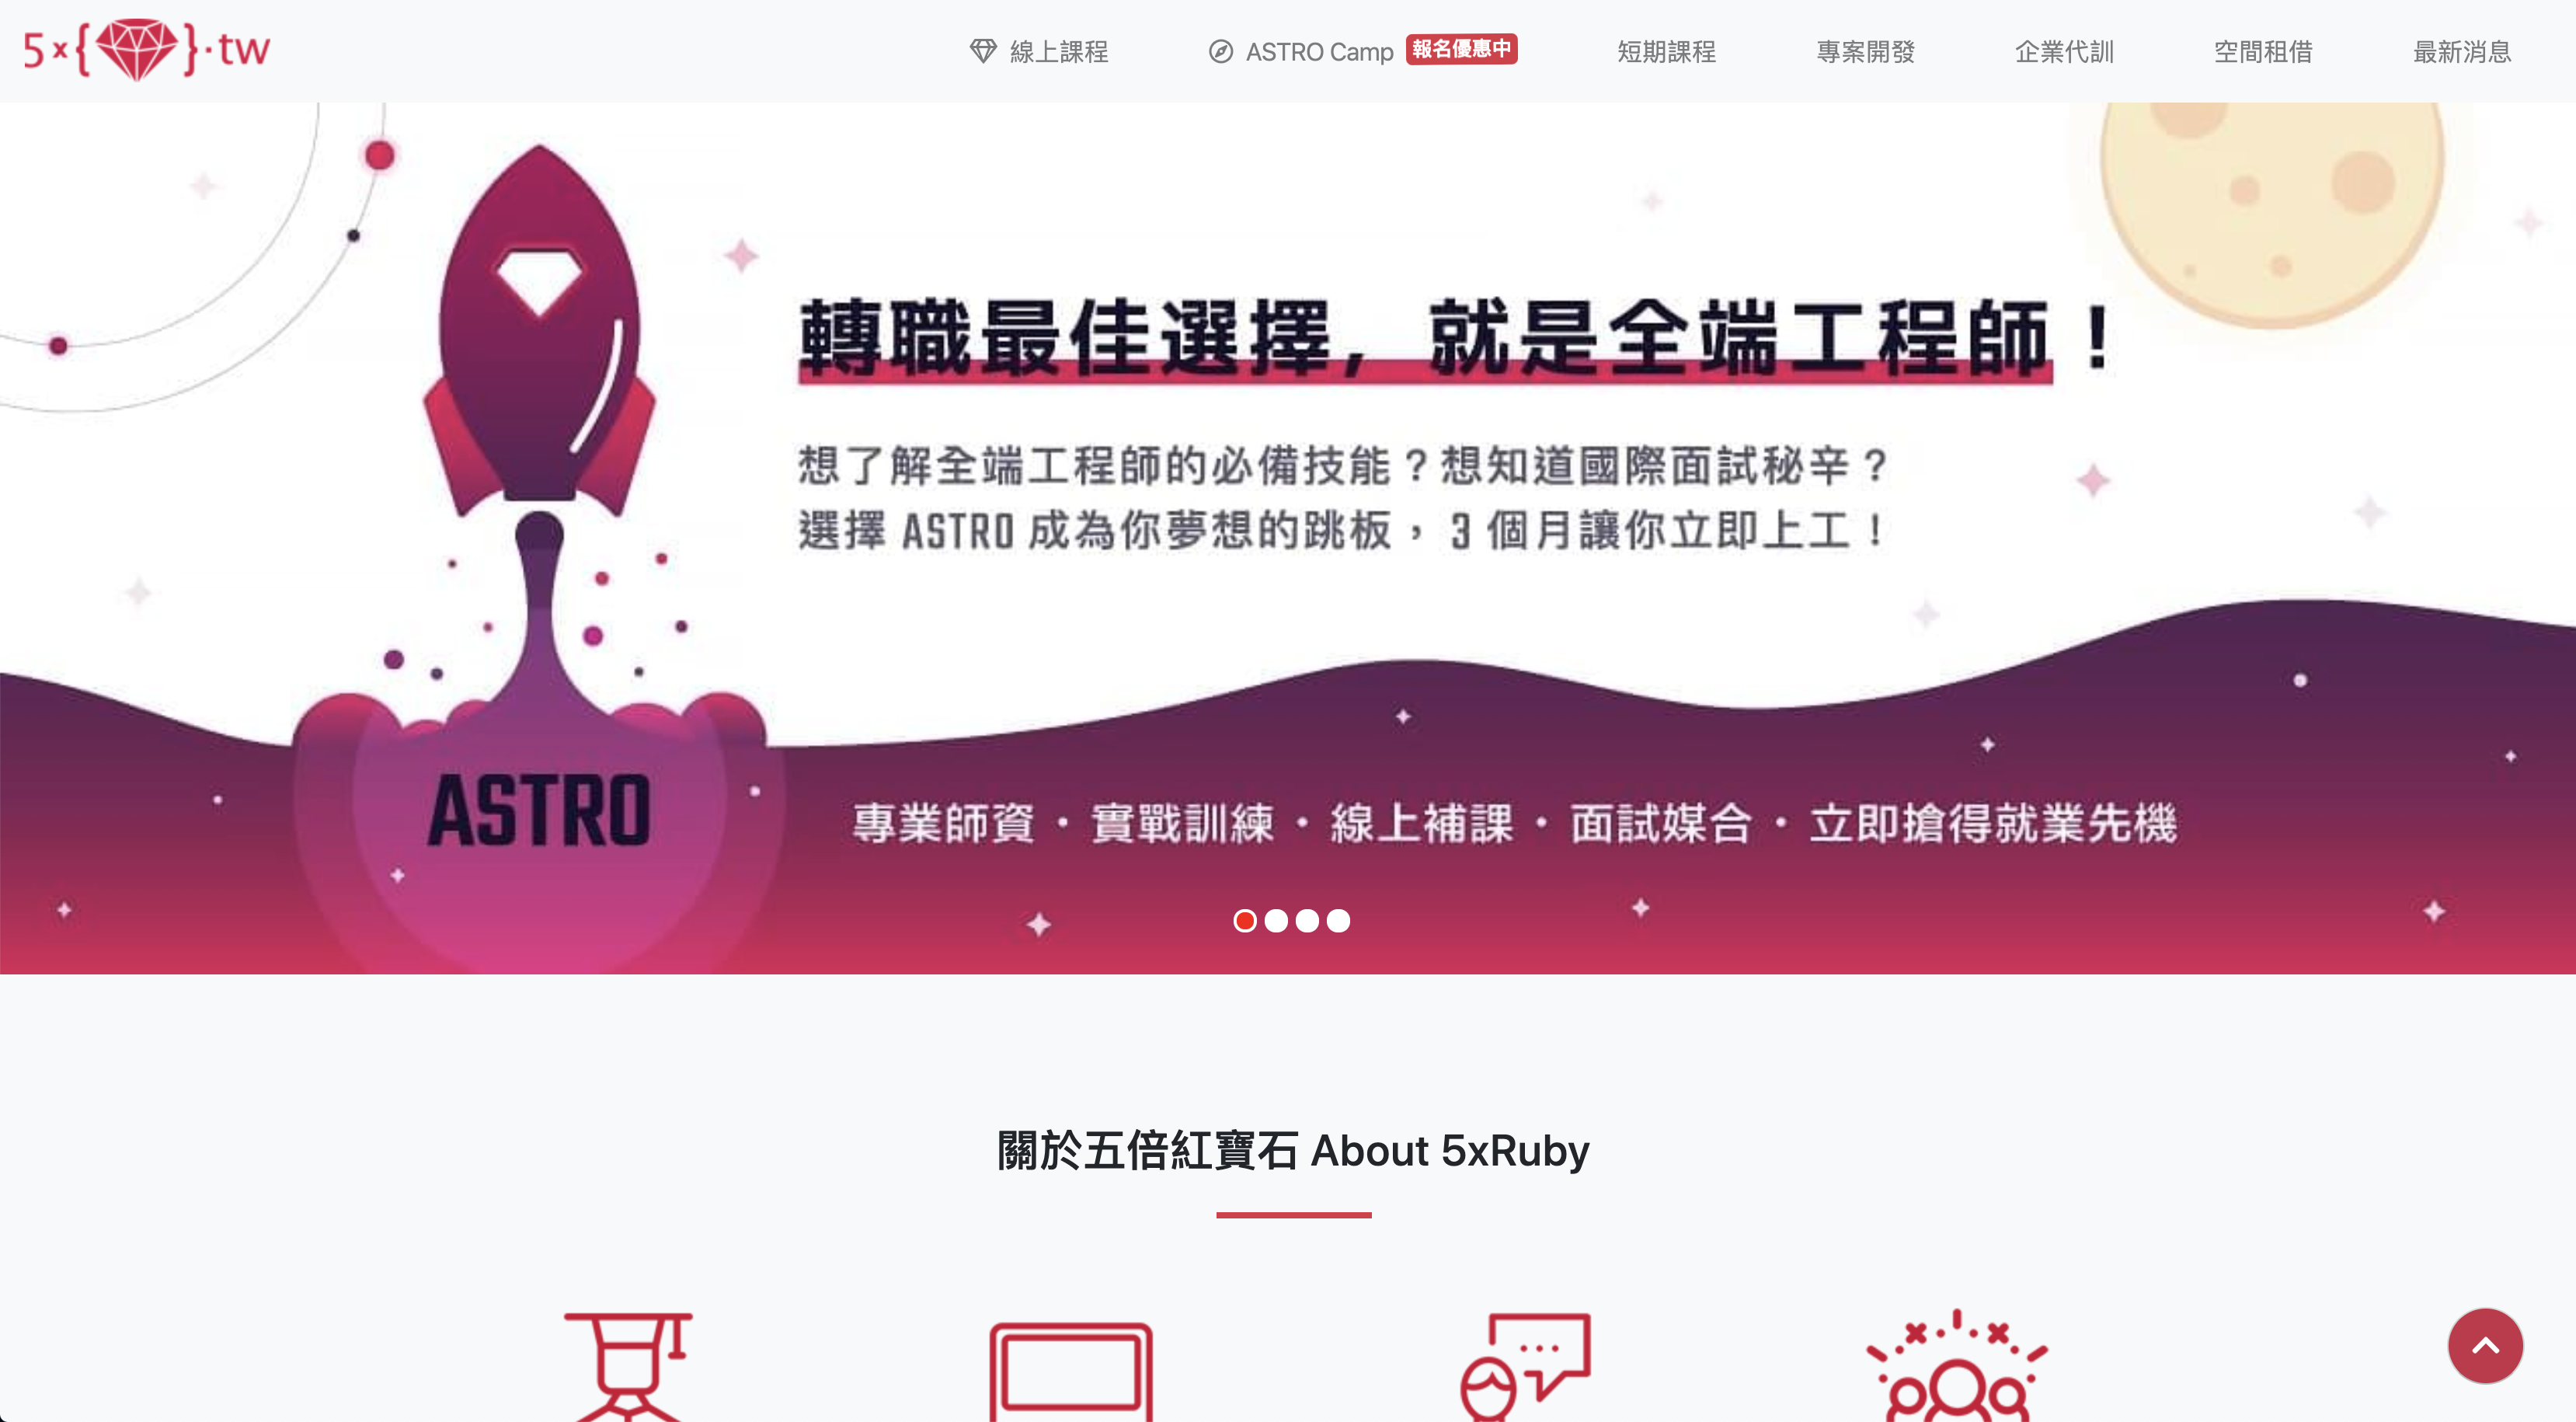 5x{}.tw
線上課程
ASTRO Camp 報名優惠中
短期課程
專案開發
企業代訓
空間租借
最新消息
轉職最佳選擇，就是全端工程師！
想了解全端工程師的必備技能？想知道國際面試秘辛？
選擇 ASTRO 成為你夢想的跳板，3 個月讓你立即上工！
ASTRO
專業師資・實戰訓練・線上補課・面試媒合・立即搶得就業先機
關於五倍紅寶石 About 5xRuby